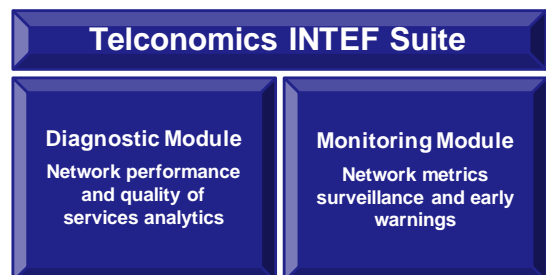 Telconomics INTEF Suite
Diagnostic Module
Network performance
and quality of
services analytics
Monitoring Module
Network metrics
surveillance and early
warnings